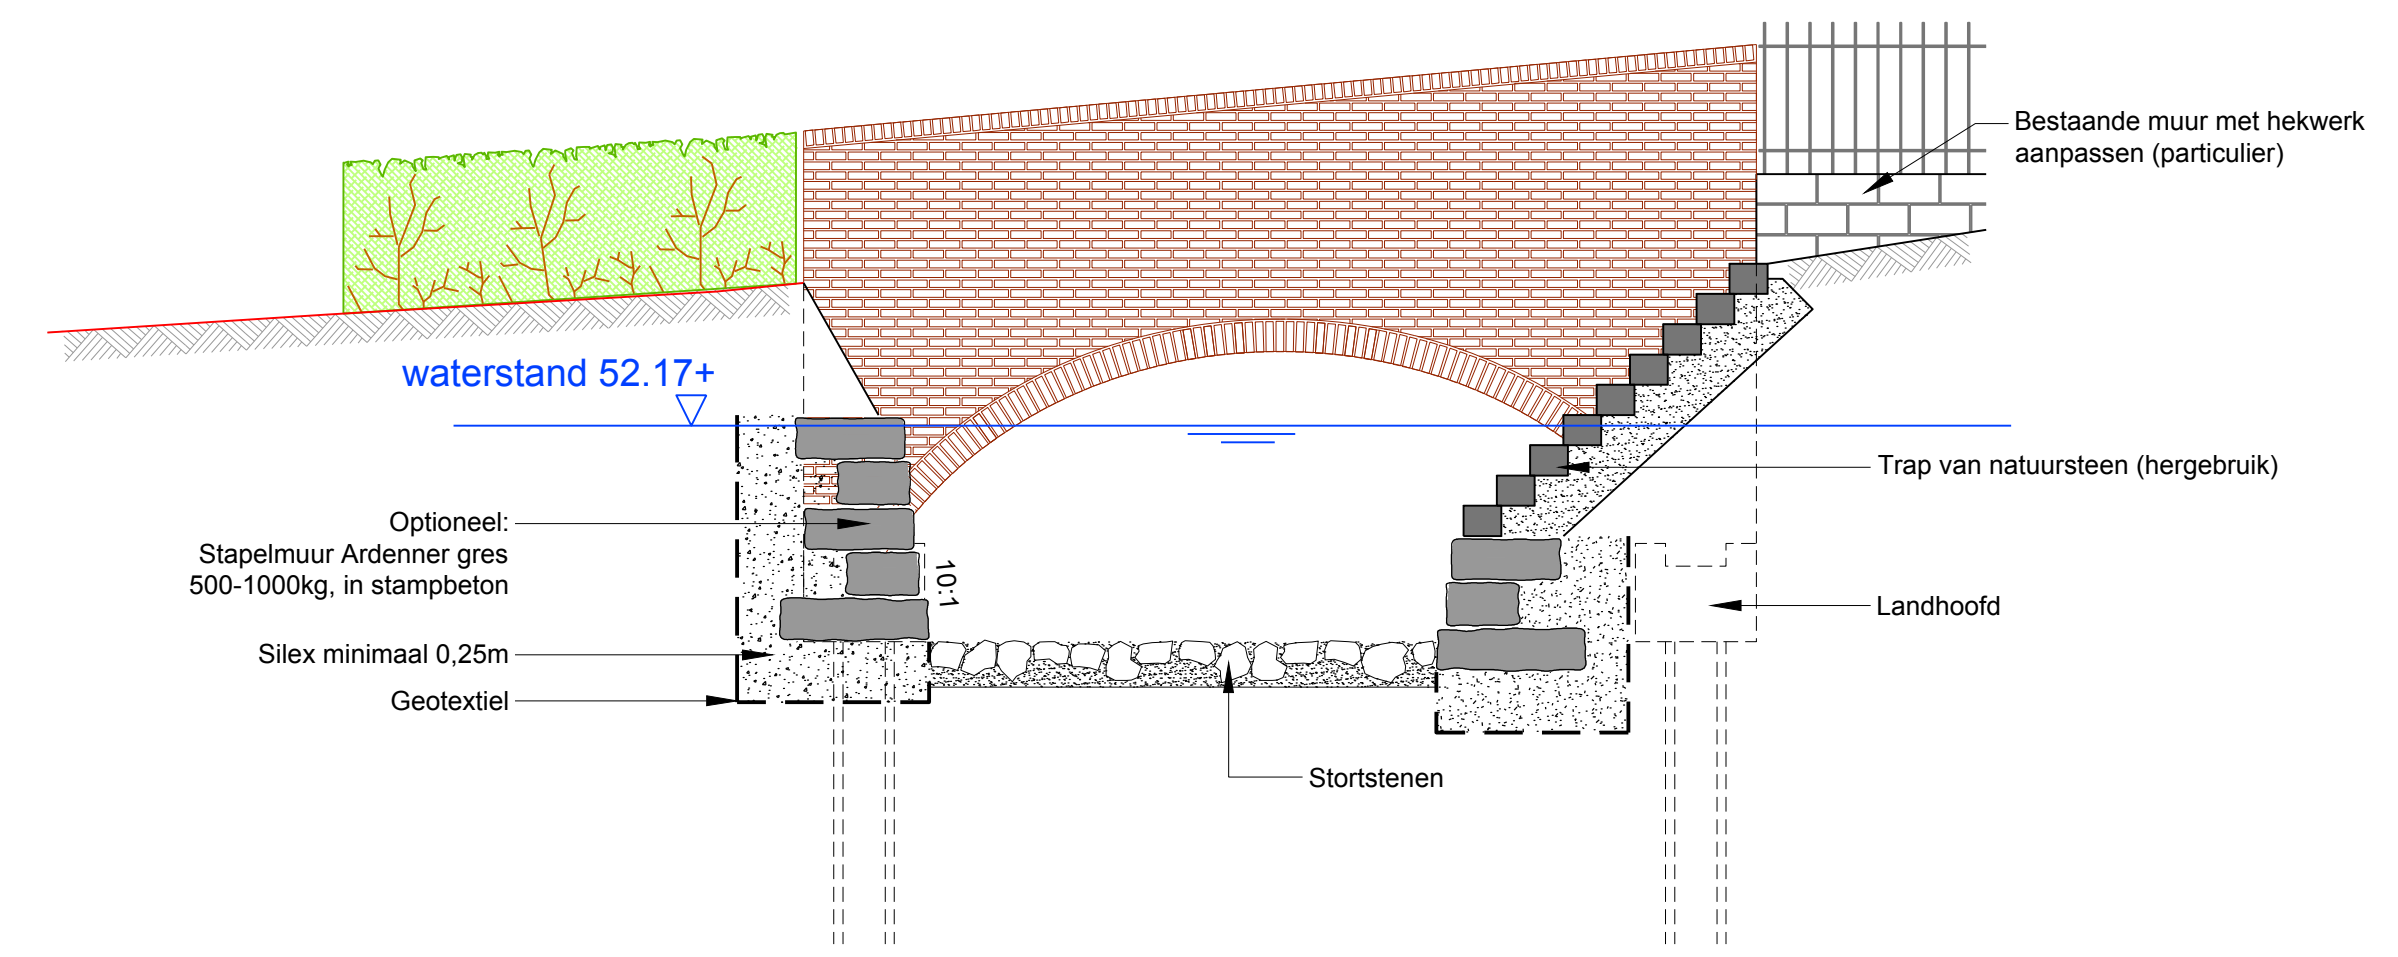 Bestaande muur met hekwerk
aanpassen (particulier)
waterstand 52.17+
Trap van natuursteen (hergebruik)
Optioneel:
Stapelmuur Ardenner gres
500-1000kg, in stampbeton
10:1
Landhoofd
Silex minimaal 0,25m
Geotextiel
Stortstenen